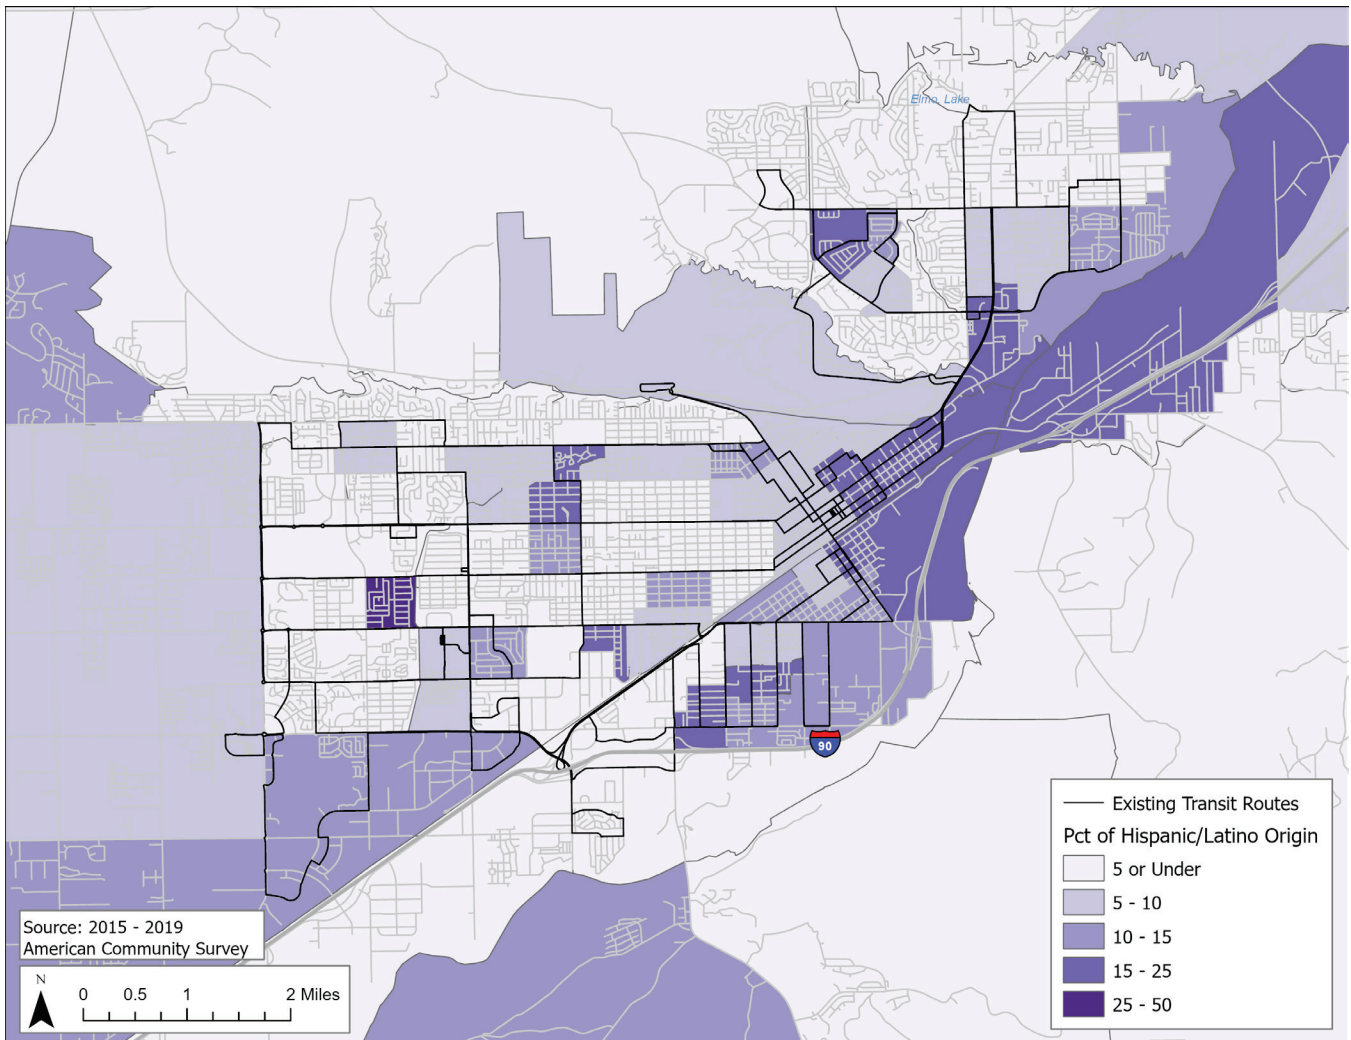 Elmo, Lake
90
Existing Transit Routes
Pct of Hispanic/Latino Origin
5 or Under
5 - 10
10 - 15
15 - 25
25 - 50
Source: 2015 - 2019
American Community Survey
N
0 0.5 1 2 Miles